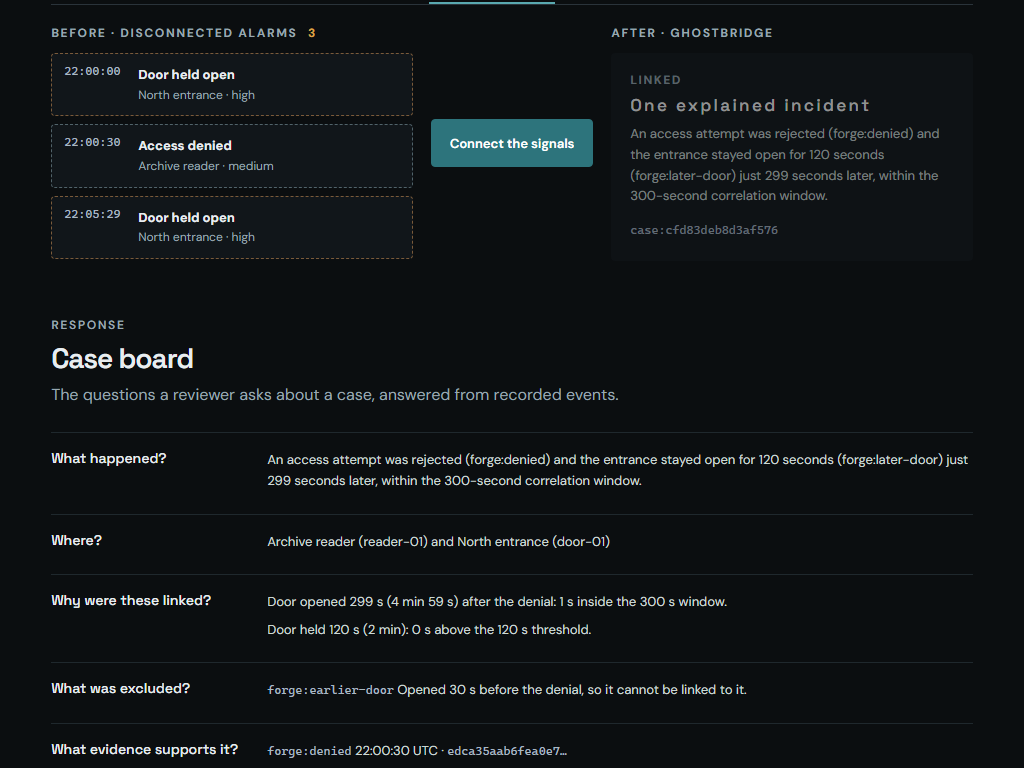 BEFORE · DISCONNECTED ALARMS 3
22:00:00 Door held open
North entrance · high
22:00:30 Access denied
Archive reader · medium
22:05:29 Door held open
North entrance · high
Connect the signals
AFTER · GHOSTBRIDGE
LINKED
One explained incident
An access attempt was rejected (forge:denied) and
the entrance stayed open for 120 seconds
(forge:later-door) just 299 seconds later, within the
300-second correlation window.
case:cfd83deb8d3af576
RESPONSE
Case board
The questions a reviewer asks about a case, answered from recorded events.
What happened?
An access attempt was rejected (forge:denied) and the entrance stayed open for 120 seconds (forge:later-door) just
299 seconds later, within the 300-second correlation window.
Where?
Archive reader (reader-01) and North entrance (door-01)
Why were these linked?
Door opened 299 s (4 min 59 s) after the denial: 1 s inside the 300 s window.
Door held 120 s (2 min): 0 s above the 120 s threshold.
What was excluded?
forge:earlier-door Opened 30 s before the denial, so it cannot be linked to it.
What evidence supports it?
forge:denied 22:00:30 UTC · edca35aab6fea0e7…